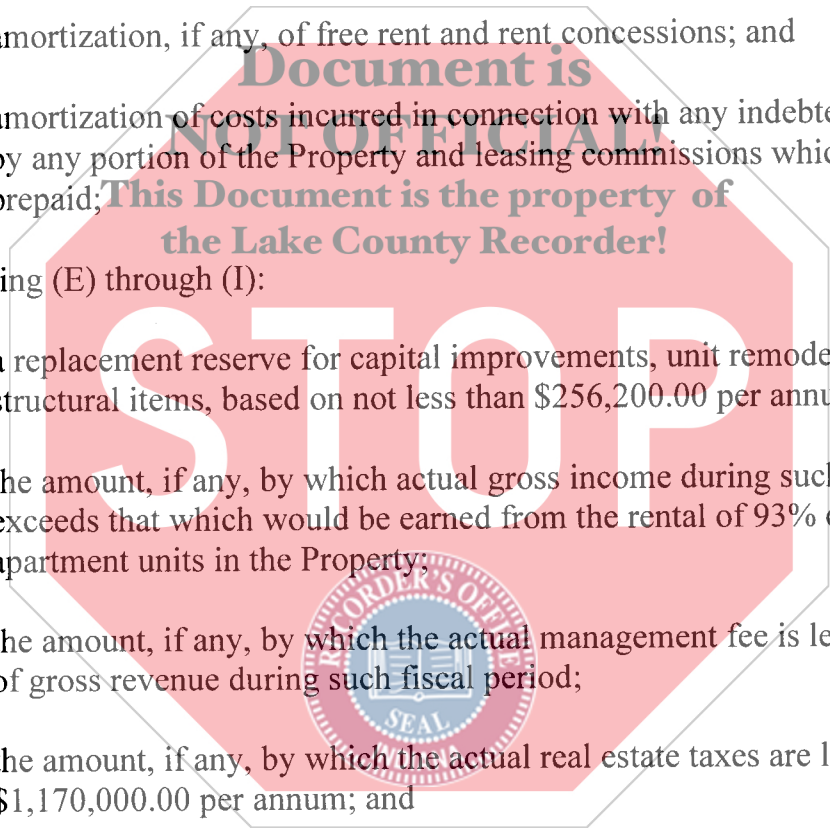 mortization, if any, of free rent and rent concessions; and
Document is
mortization of costs incurred in connection with any indebte
NOT OFFICIAL!
by any portion of the Property and leasing commissions whic
prepaid;
This Document is the property of
the Lake County Recorder!
ing (E) through (I):
a replacement reserve for capital improvements, unit remode
structural items, based on not less than $256,200.00 per annu
STOP
he amount, if any, by which actual gross income during such
exceeds that which would be earned from the rental of 93%
apartment units in the Property;
RECORDER'S OFFICE
he amount, if any, by which the actual management fee is le
of gross revenue during such fiscal period;
SEAL
the amount, if any, by which the actual real estate taxes are l
$1,170,000.00 per annum; and